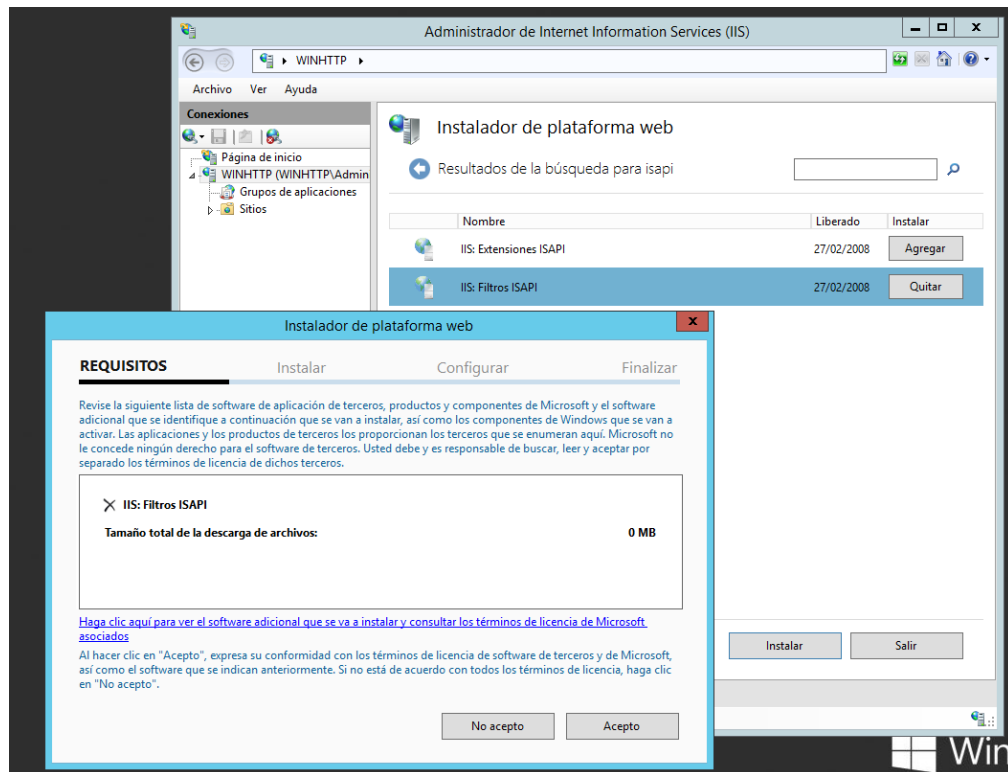 Administrador de Internet Information Services (IIS)
WINHTTP
Archivo Ver Ayuda
Conexiones
Página de inicio
WINHTTP (WINHTTP\Admin
Grupos de aplicaciones
Sitios
Instalador de plataforma web
Resultados de la búsqueda para isapi
Nombre Liberado Instalar
IIS: Extensiones ISAPI 27/02/2008 Agregar
IIS: Filtros ISAPI 27/02/2008 Quitar
Instalar Salir
Instalador de plataforma web
REQUISITOS Instalar Configurar Finalizar
Revise la siguiente lista de software de aplicación de terceros, productos y componentes de Microsoft y el software
adicional que se identifique a continuación que se van a instalar, así como los componentes de Windows que se van a
activar. Las aplicaciones y los productos de terceros los proporcionan los terceros que se enumeran aquí. Microsoft no
le concede ningún derecho para el software de terceros. Usted debe y es responsable de buscar, leer y aceptar por
separado los términos de licencia de dichos terceros.
IIS: Filtros ISAPI
Tamaño total de la descarga de archivos: 0 MB
Haga clic aquí para ver el software adicional que se va a instalar y consultar los términos de licencia de Microsoft
asociados
Al hacer clic en "Acepto", expresa su conformidad con los términos de licencia de software de terceros y de Microsoft,
así como el software que se indican anteriormente. Si no está de acuerdo con todos los términos de licencia, haga clic
en "No acepto".
No acepto Acepto
Win